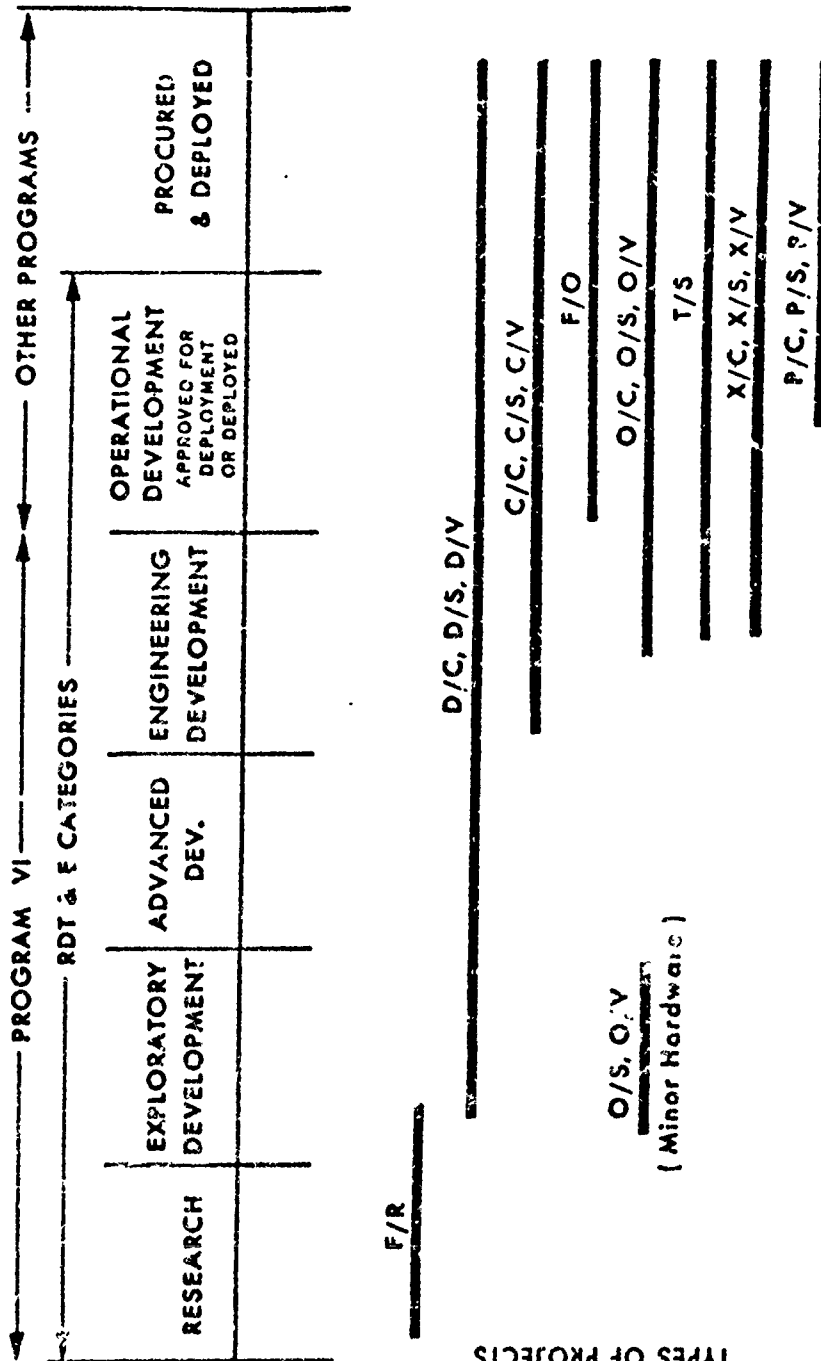 PROGRAM VI
OTHER PROGRAMS
RDT & E CATEGORIES
RESEARCH
EXPLORATORY
DEVELOPMENT
ADVANCED
DEV.
ENGINEERING
DEVELOPMENT
OPERATIONAL
DEVELOPMENT
APPROVED FOR
DEPLOYMENT
OR DEPLOYED
PROCURED
& DEPLOYED
F/R
D/C, D/S, D/V
C/C, C/S, C/V
F/O
O/S, O/V
(Minor Hardware)
O/C, O/S, O/V
T/S
X/C, X/S, X/V
P/C, P/S, P/V
TYPES OF PROJECTS